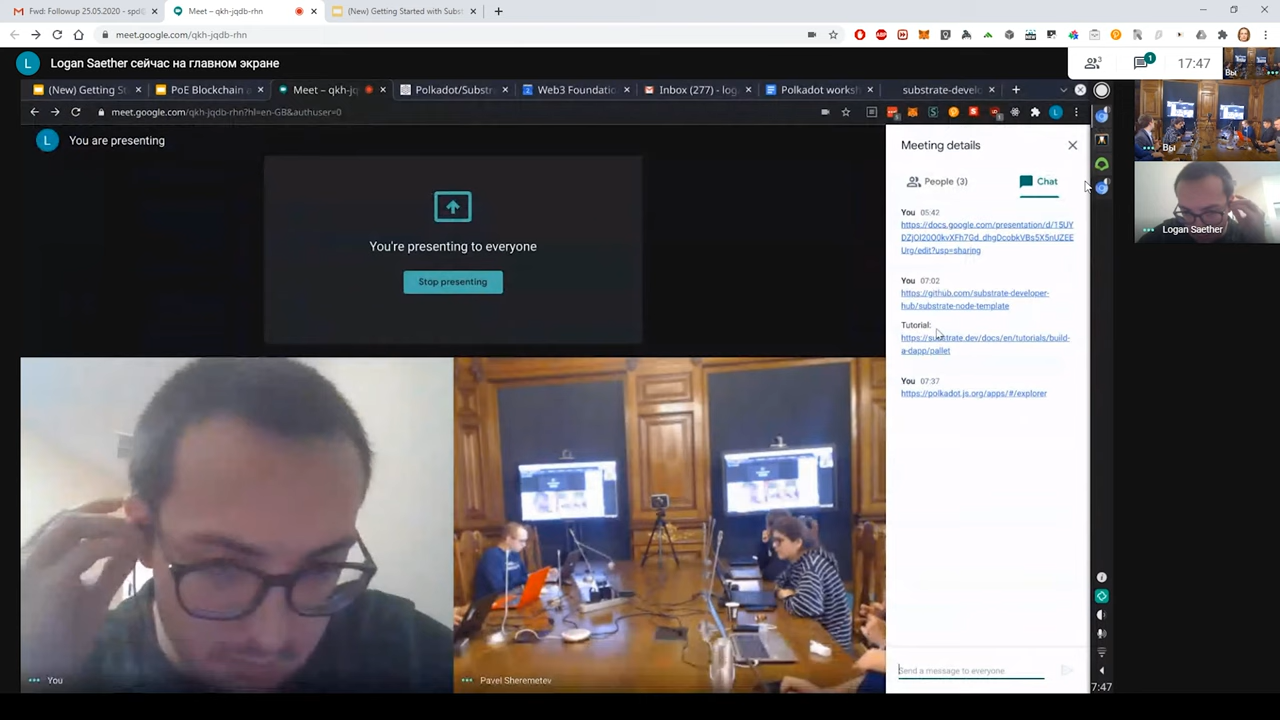 Fwd: Followup 25.05.2020 - spd@
Meet – qkh-jqdb-rhn
(New) Getting Started with Subst
meet.google.com/qkh-jqdb-rhn
L
Logan Saether сейчас на главном экране
3
1
17:47
Вы
(New) Getting St
PoE Blockchain a
Meet – qkh-jq
Polkadot/Subst
Web3 Foundatio
Inbox (277) - log
Polkadot works
substrate-devel
meet.google.com/qkh-jqdb-rhn?hl=en-GB&authuser=0
L
L
You are presenting
You're presenting to everyone
Stop presenting
Meeting details
People (3)
Chat
You 05:42
https://docs.google.com/presentation/d/15UY
Urg/edit?usp=sharing
You 07:02
https://github.com/substrate-developer-
hub/substrate-node-template
Tutorial:
https://substrate.dev/docs/en/tutorials/build-
a-dapp/pallet
You 07:37
https://polkadot.js.org/apps/#/explorer
Send a message to everyone
Вы
Logan Saether
You
Pavel Sheremetev
7:47